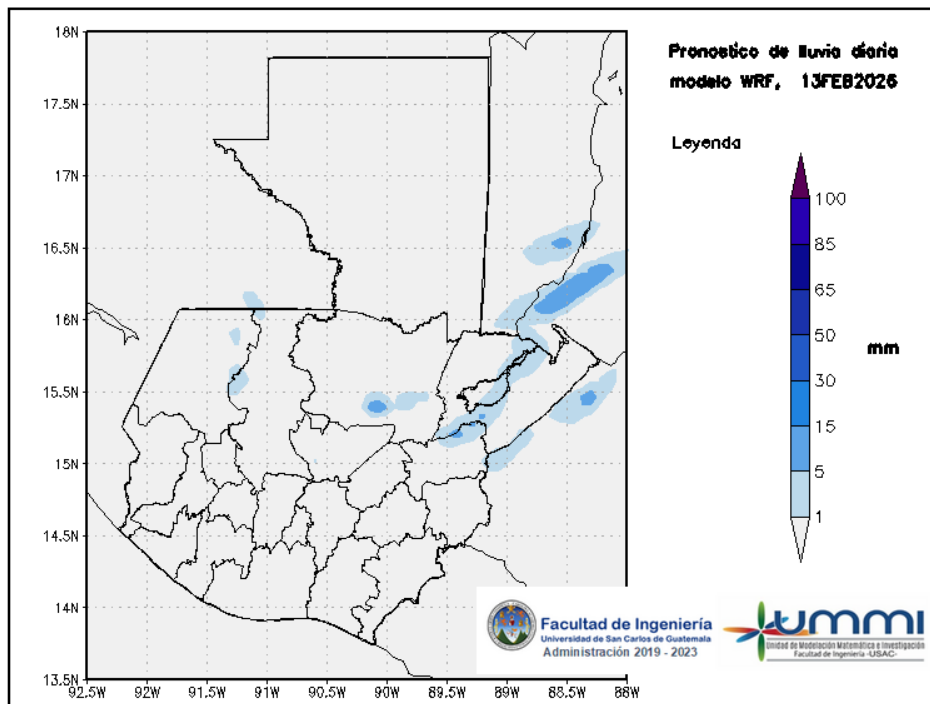 18N
17.5N
17N
16.5N
16N
15.5N
15N
14.5N
14N
13.5N
92.5W
92W
91.5W
91W
90.5W
90W
89.5W
89W
88.5W
88W
Pronostico de lluvia diaria
modelo WRF, 13FEB2026
Leyenda
100
85
65
50
30
15
5
1
mm
Facultad de Ingeniería
Universidad de San Carlos de Guatemala
Administración 2019 - 2023
ummi
Unidad de Modelación Matemática e Investigación
Facultad de Ingeniería -USAC-